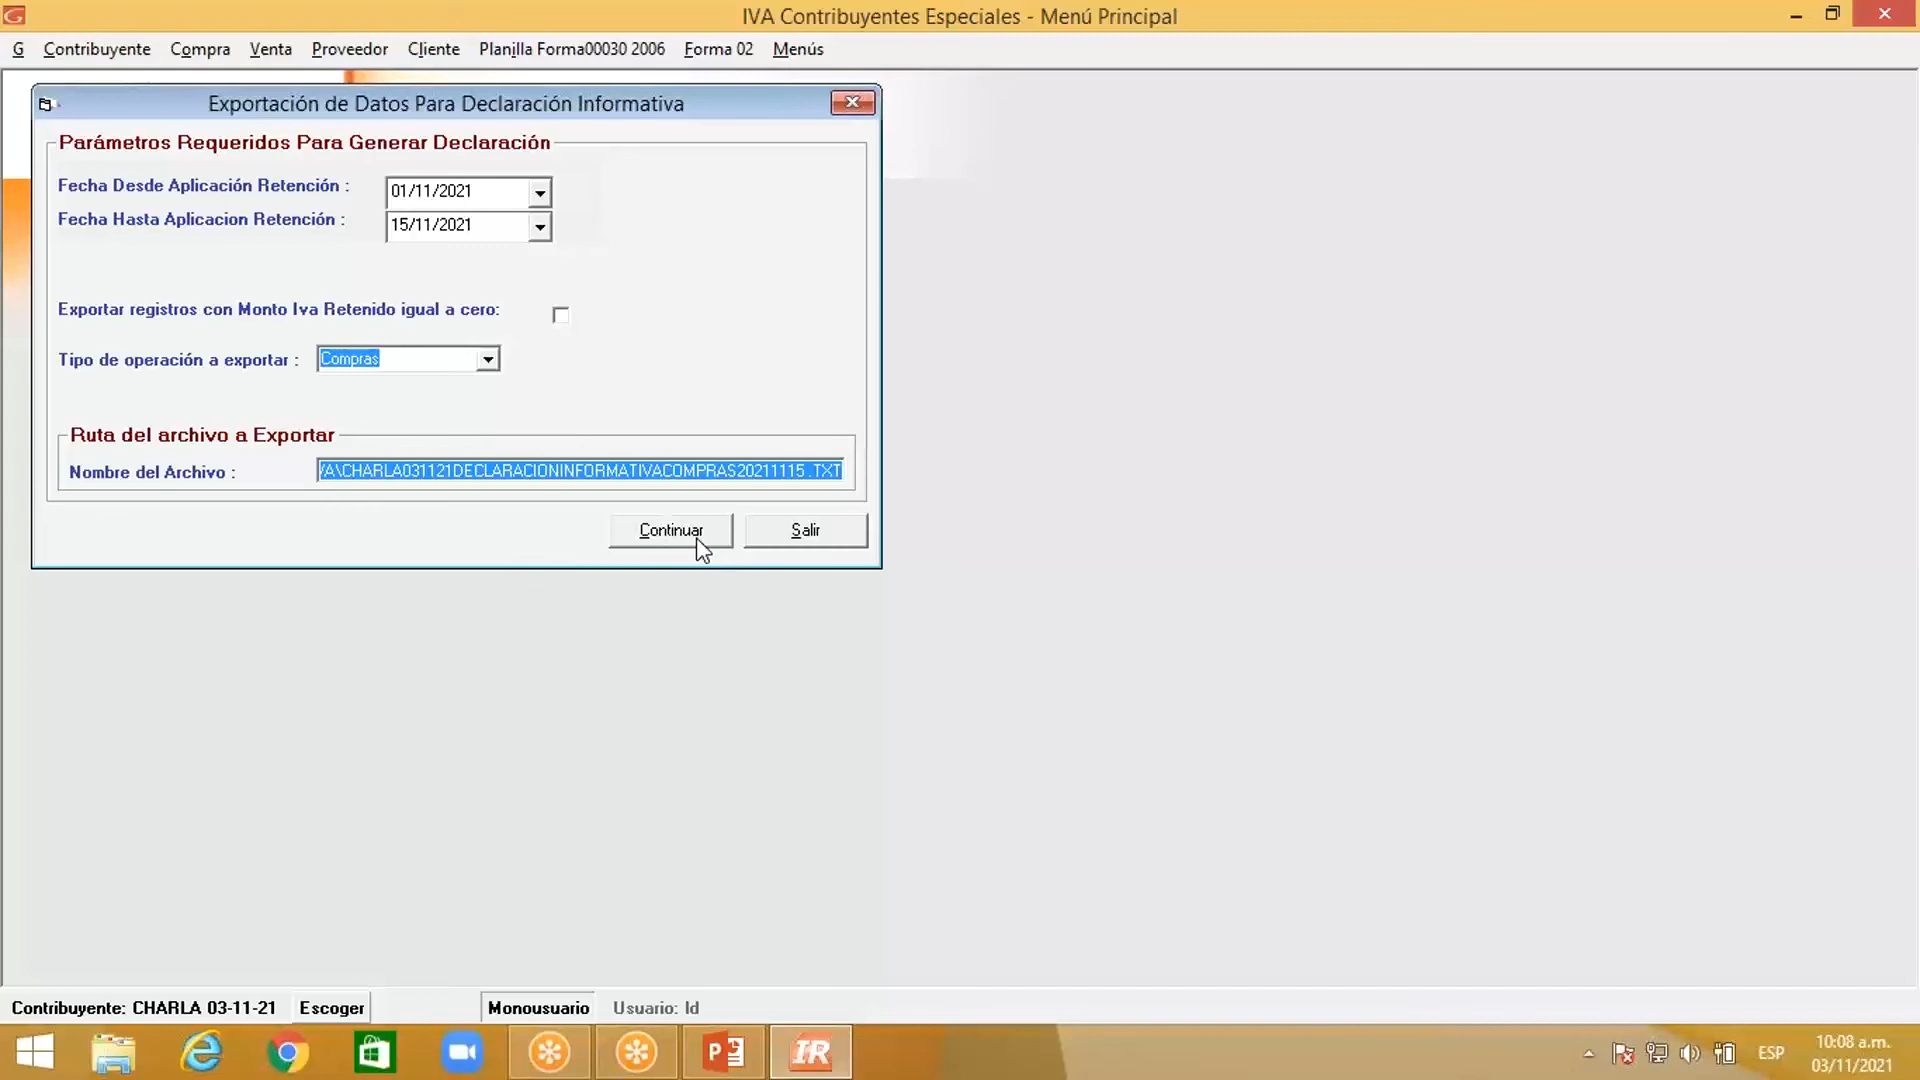 IVA Contribuyentes Especiales - Menú Principal
G Contribuyente Compra Venta Proveedor Cliente Planilla Forma00030 2006 Forma 02 Menús
Exportación de Datos Para Declaración Informativa
Parámetros Requeridos Para Generar Declaración
Fecha Desde Aplicación Retención : 01/11/2021
Fecha Hasta Aplicacion Retención : 15/11/2021
Exportar registros con Monto Iva Retenido igual a cero:
Tipo de operación a exportar : Compras
Ruta del archivo a Exportar
Nombre del Archivo : /A\CHARLA031121DECLARACIONINFORMATIVACOMPRAS20211115 .TXT
Continuar Salir
Contribuyente: CHARLA 03-11-21 Escoger Monousuario Usuario: Id
IR ESP 10:08 a.m.
03/11/2021